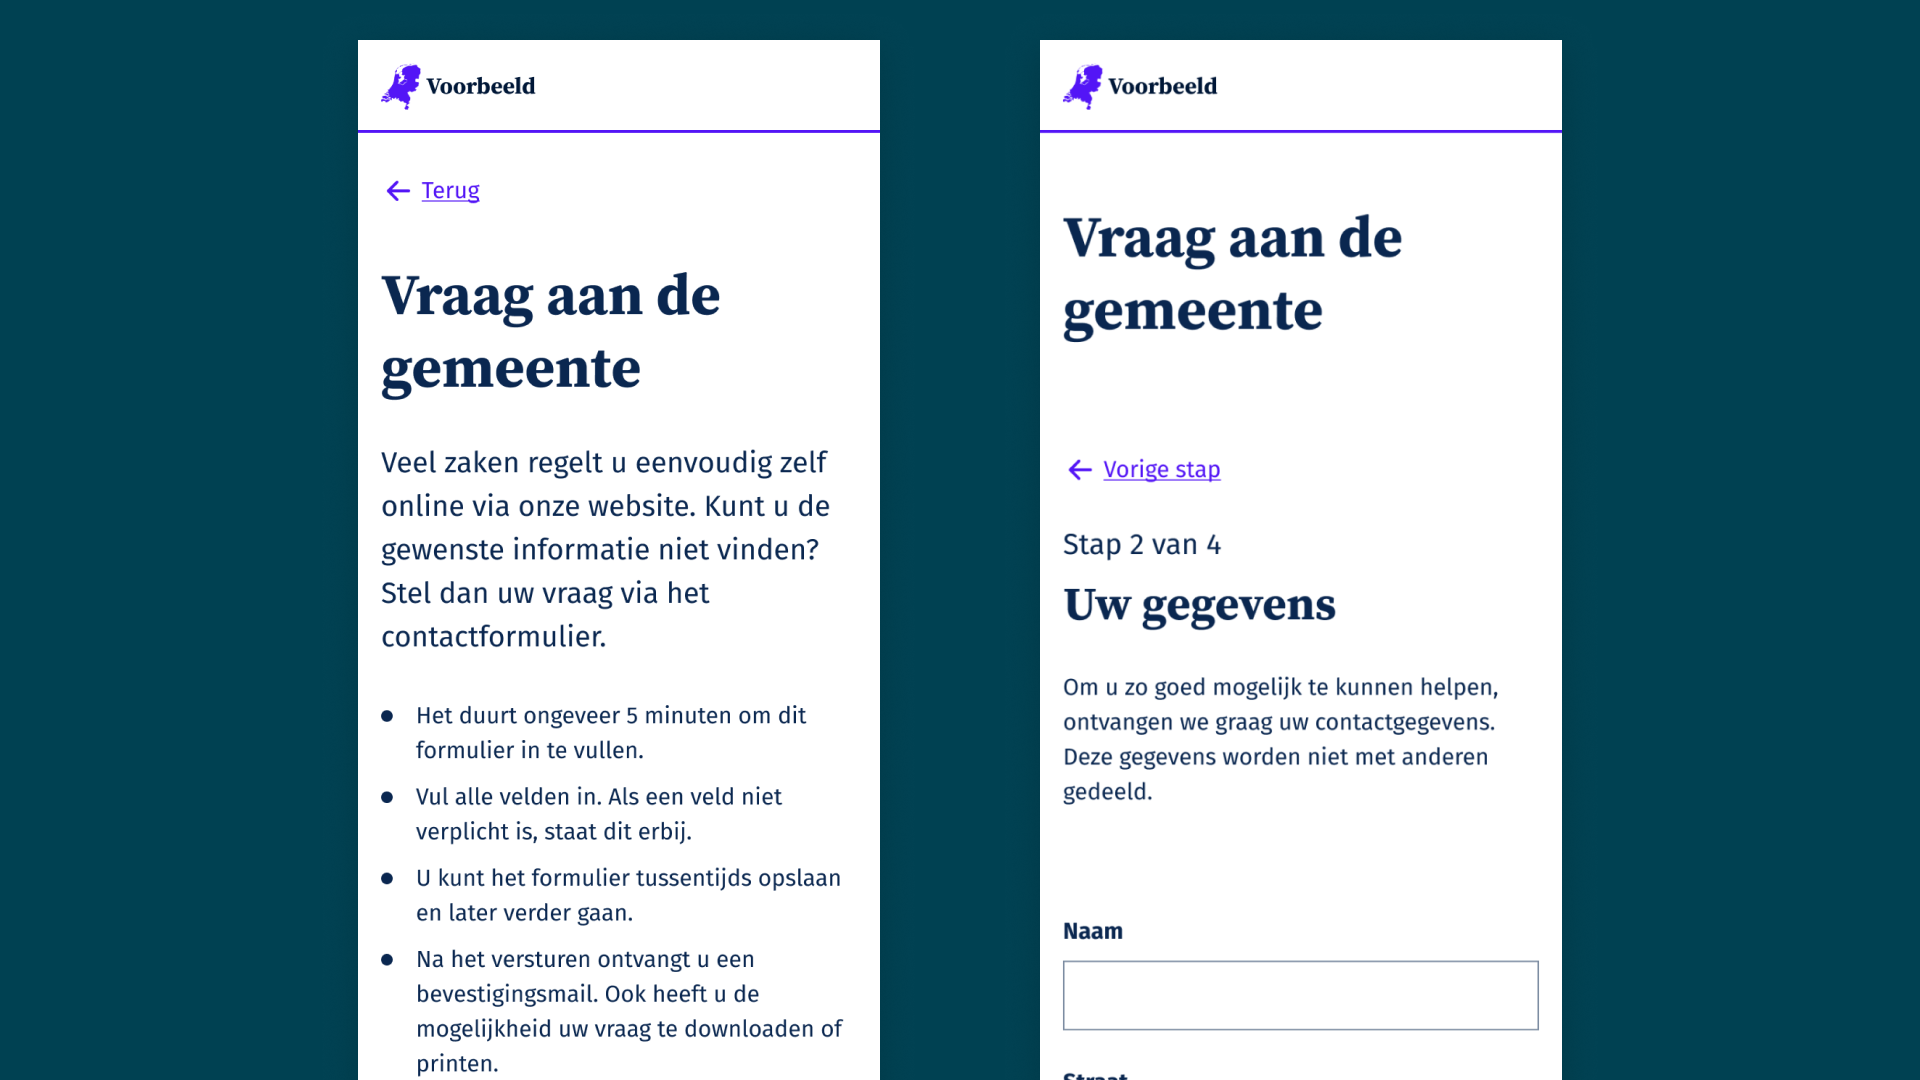 Voorbeeld
Terug
Vraag aan de
gemeente
Veel zaken regelt u eenvoudig zelf
online via onze website. Kunt u de
gewenste informatie niet vinden?
Stel dan uw vraag via het
contactformulier.
Het duurt ongeveer 5 minuten om dit
formulier in te vullen.
Vul alle velden in. Als een veld niet
verplicht is, staat dit erbij.
U kunt het formulier tussentijds opslaan
en later verder gaan.
Na het versturen ontvangt u een
bevestigingsmail. Ook heeft u de
mogelijkheid uw vraag te downloaden of
printen.
Voorbeeld
Vraag aan de
gemeente
Vorige stap
Stap 2 van 4
Uw gegevens
Om u zo goed mogelijk te kunnen helpen,
ontvangen we graag uw contactgegevens.
Deze gegevens worden niet met anderen
gedeeld.
Naam
Straat